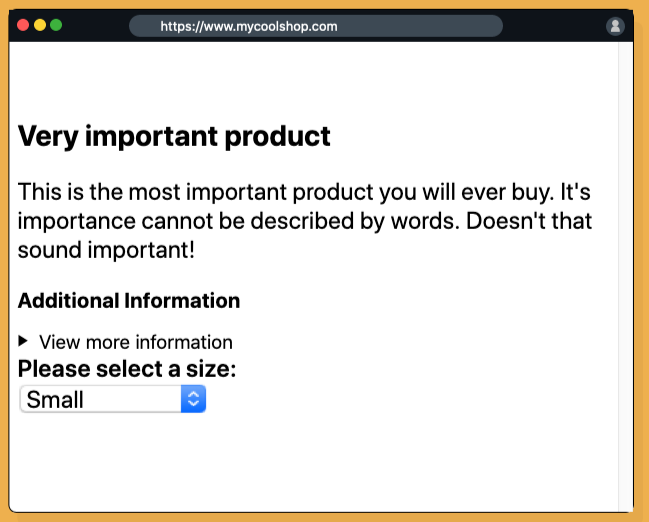 https://www.mycoolshop.com
Very important product
This is the most important product you will ever buy. It's
importance cannot be described by words. Doesn't that
sound important!
Additional Information
View more information
Please select a size:
Small